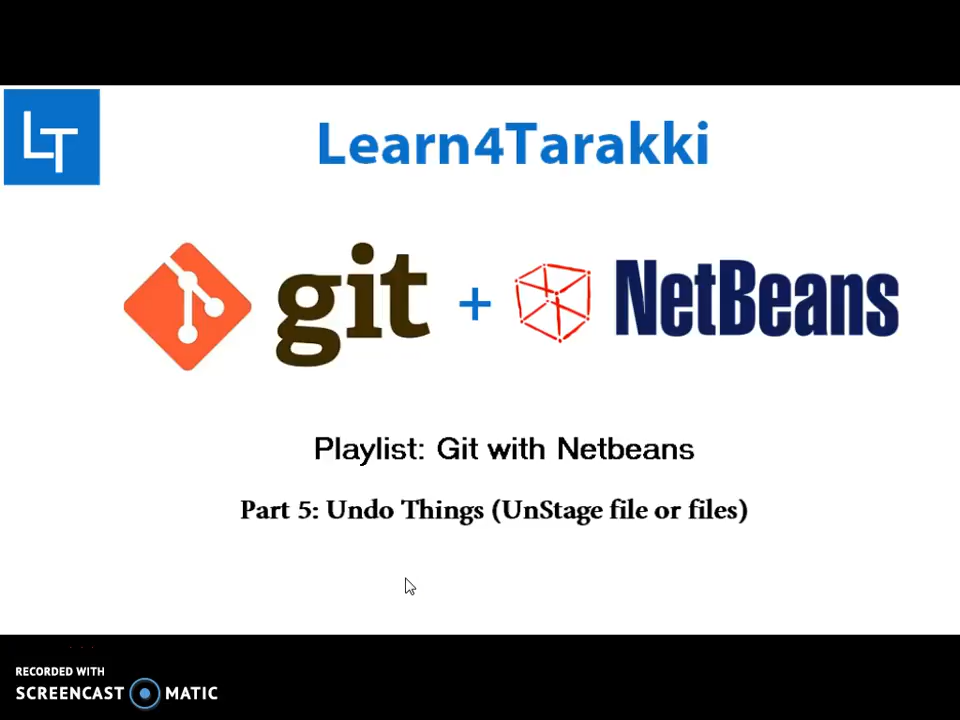 LT
Learn4Tarakki
git + NetBeans
Playlist: Git with Netbeans
Part 5: Undo Things (UnStage file or files)
RECORDED WITH
SCREENCAST MATIC